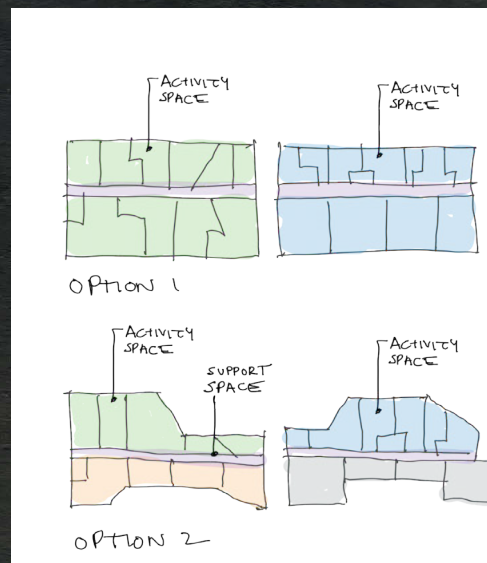 ACTIVITY
SPACE
ACTIVITY
SPACE
OPTION 1
ACTIVITY
SPACE
SUPPORT
SPACE
ACTIVITY
SPACE
OPTION 2